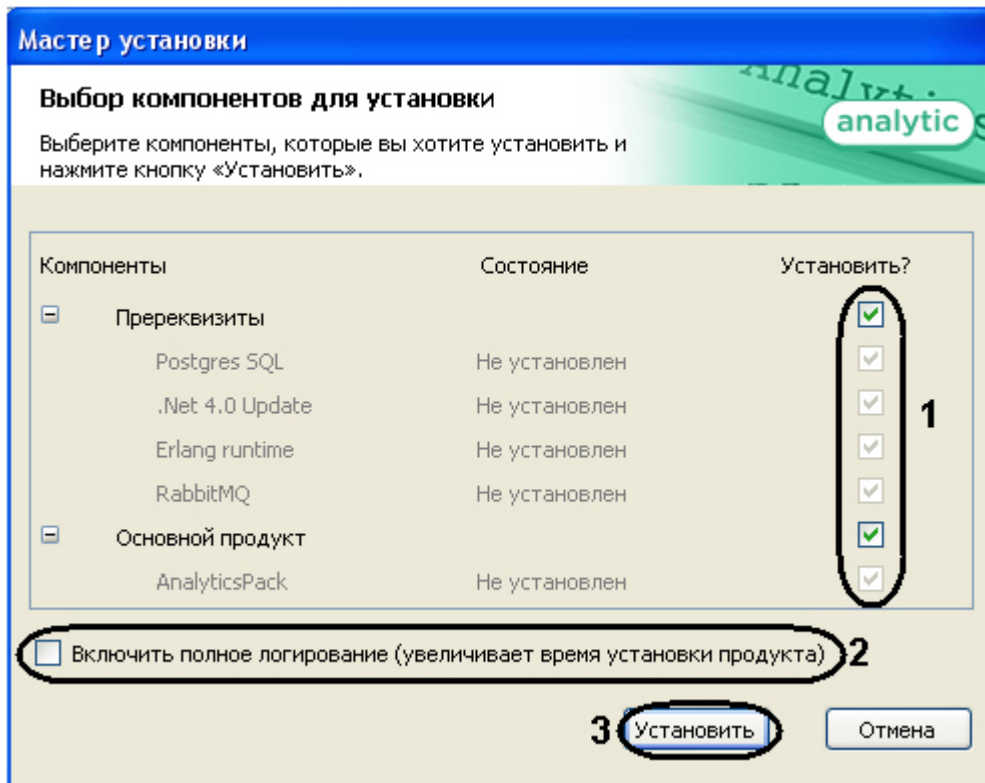 Мастер установки
Analytics
Выбор компонентов для установки
analytic
Выберите компоненты, которые вы хотите установить и
нажмите кнопку «Установить».
Компоненты Состояние Установить?
Пререквизиты
Postgres SQL Не установлен
.Net 4.0 Update Не установлен
1
Erlang runtime Не установлен
RabbitMQ Не установлен
Основной продукт
AnalyticsPack Не установлен
Включить полное логирование (увеличивает время установки продукта) 2
3 Установить Отмена